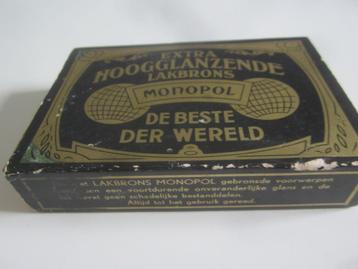 EXTRA
HOOGGLANZENDE
LAKBRONS
MONOPOL
DE BESTE
DER WERELD
LAKBRONS MONOPOL gebronsde voorwerpen
een voortdurende onveranderlijke glans en de
geen schadelijke bestanddelen.
Altijd tot het gebruik gereed.